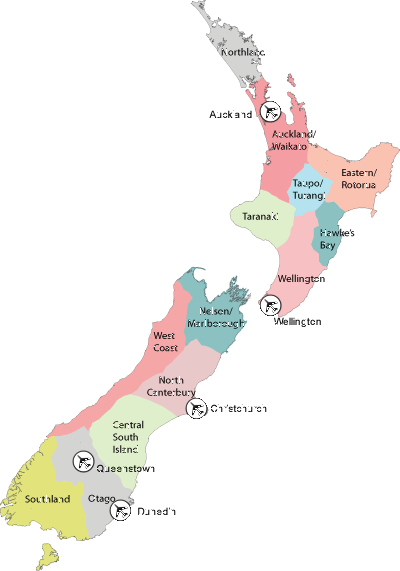 Northland
Auckland
Auckland/
Waikato
Eastern/
Rotorua
Taupo/
Turangi
Taranaki
Hawke's
Bay
Wellington
Wellington
Nelson/
Marlborough
West
Coast
North
Canterbury
Christchurch
Central
South
Island
Queenstown
Southland
Otago
Dunedin